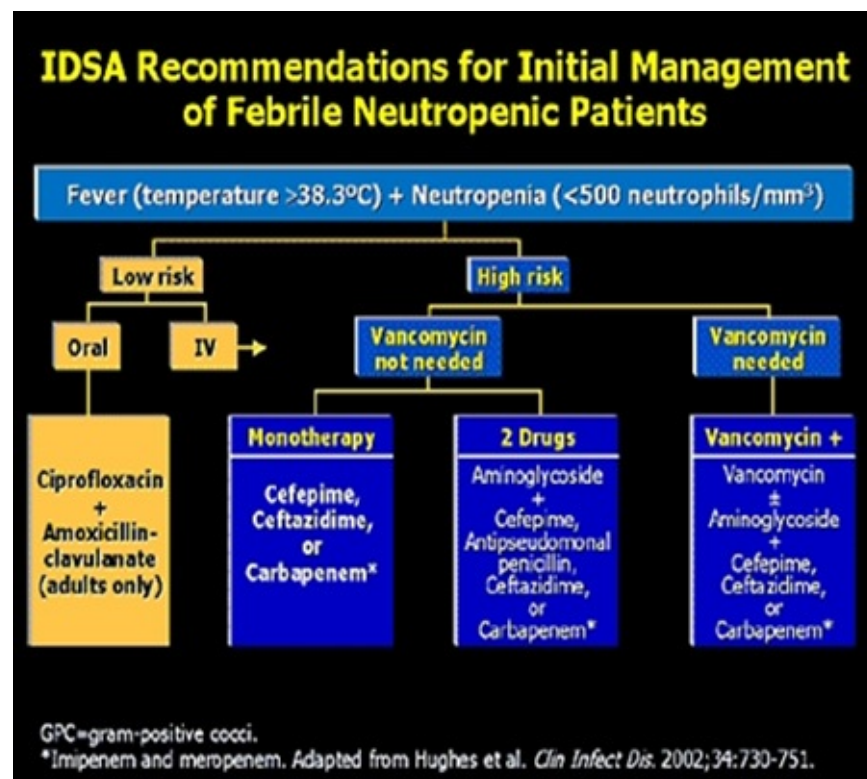 IDSA Recommendations for Initial Management
of Febrile Neutropenic Patients
Fever (temperature >38.3ºC) + Neutropenia (<500 neutrophils/mm³)
Low risk
High risk
Oral
IV
Vancomycin
not needed
Vancomycin
needed
Ciprofloxacin
+
Amoxicillin-
clavulanate
(adults only)
Monotherapy
Cefepime,
Ceftazidime,
or
Carbapenem*
2 Drugs
Aminoglycoside
+
Cefepime,
Antipseudomonal
penicillin,
Ceftazidime,
or
Carbapenem*
Vancomycin +
Vancomycin
±
Aminoglycoside
+
Cefepime,
Ceftazidime,
or
Carbapenem*
GPC=gram-positive cocci.
*Imipenem and meropenem. Adapted from Hughes et al. Clin Infect Dis. 2002;34:730-751.